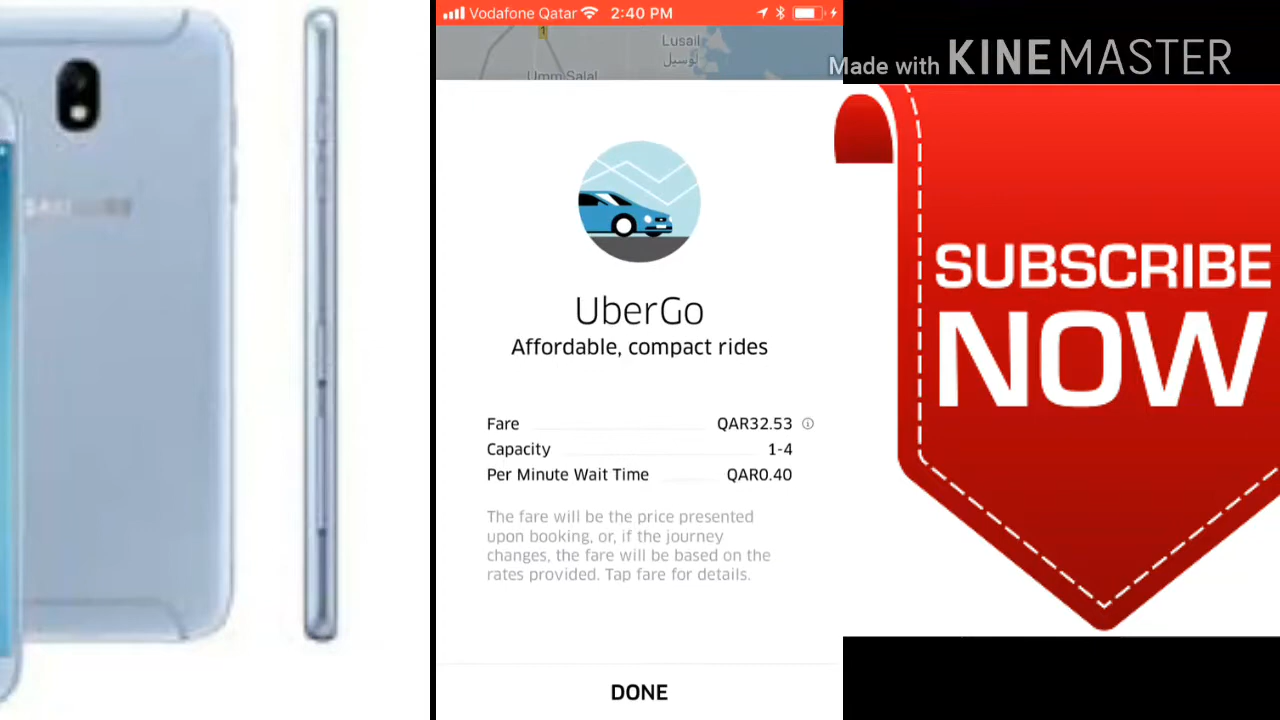 SAMSUNG
Vodafone Qatar 2:40 PM
1
Lusail
لوسيل
Umm Salal
UberGo
Affordable, compact rides
Fare QAR32.53
Capacity 1-4
Per Minute Wait Time QAR0.40
The fare will be the price presented
upon booking, or, if the journey
changes, the fare will be based on the
rates provided. Tap fare for details.
DONE
Made with KINEMASTER
SUBSCRIBE
NOW